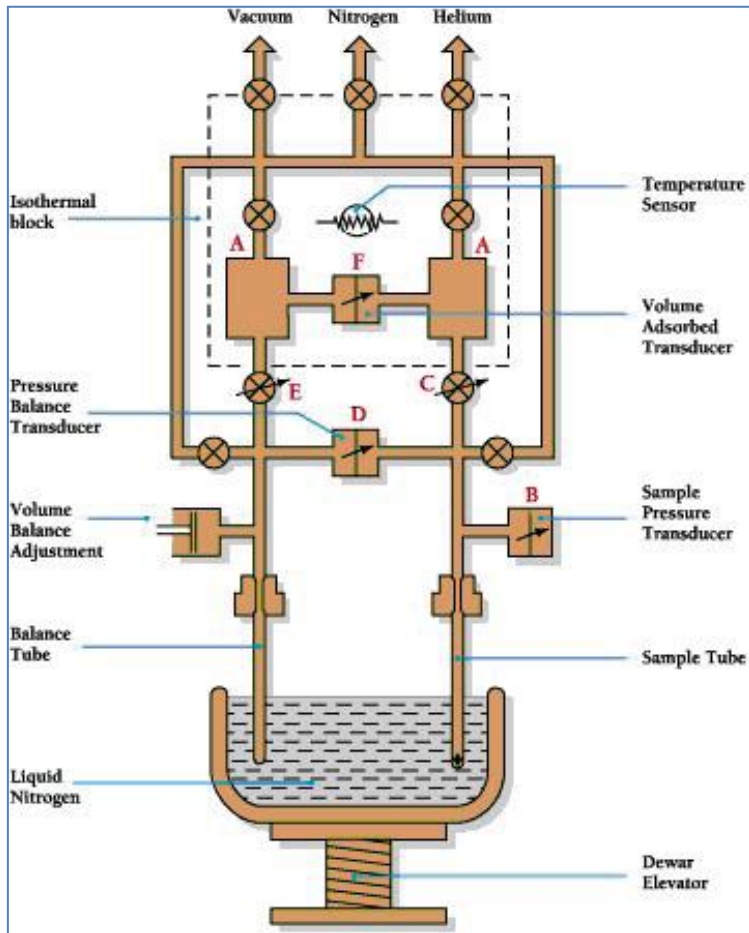 Vacuum Nitrogen Helium
Isothermal
block
Temperature
Sensor
A
A
F
Volume
Adsorbed
Transducer
Pressure
Balance
Transducer
E
C
D
Volume
Balance
Adjustment
B
Sample
Pressure
Transducer
Balance
Tube
Sample Tube
Liquid
Nitrogen
Dewar
Elevator